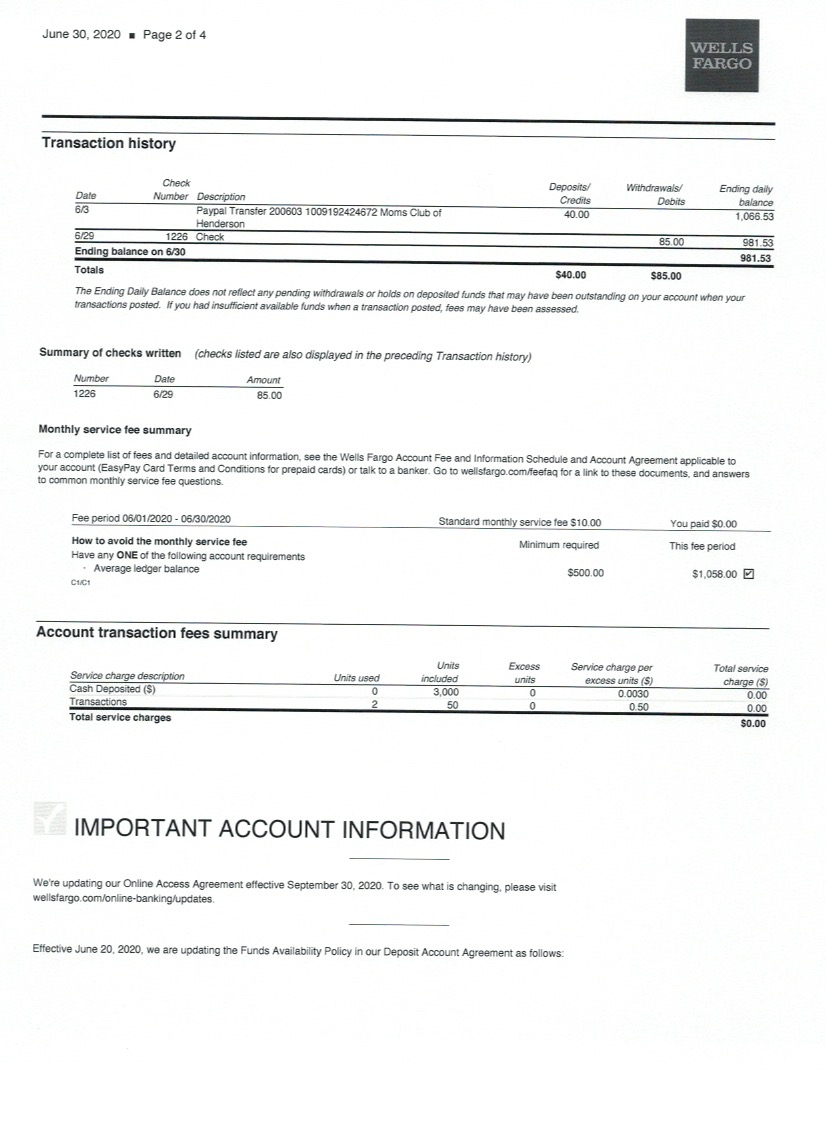 June 30, 2020 ■ Page 2 of 4
WELLS
FARGO
Transaction history
Check Deposits/ Withdrawals/ Ending daily
Date Number Description Credits Debits balance
6/3 Paypal Transfer 200603 1009192424672 Moms Club of 40.00 1,066.53
Henderson
6/29 1226 Check 85.00 981.53
Ending balance on 6/30 981.53
Totals $40.00 $85.00
The Ending Daily Balance does not reflect any pending withdrawals or holds on deposited funds that may have been outstanding on your account when your
transactions posted. If you had insufficient available funds when a transaction posted, fees may have been assessed.
Summary of checks written (checks listed are also displayed in the preceding Transaction history)
Number Date Amount
1226 6/29 85.00
Monthly service fee summary
For a complete list of fees and detailed account information, see the Wells Fargo Account Fee and Information Schedule and Account Agreement applicable to
your account (EasyPay Card Terms and Conditions for prepaid cards) or talk to a banker. Go to wellsfargo.com/feefaq for a link to these documents, and answers
to common monthly service fee questions.
Fee period 06/01/2020 - 06/30/2020 Standard monthly service fee $10.00 You paid $0.00
How to avoid the monthly service fee Minimum required This fee period
Have any ONE of the following account requirements
· Average ledger balance $500.00 $1,058.00 ☑
C1/C1
Account transaction fees summary
Units Excess Service charge per Total service
Service charge description Units used included units excess units ($) charge ($)
Cash Deposited ($) 0 3,000 0 0.0030 0.00
Transactions 2 50 0 0.50 0.00
Total service charges $0.00
IMPORTANT ACCOUNT INFORMATION
We're updating our Online Access Agreement effective September 30, 2020. To see what is changing, please visit
wellsfargo.com/online-banking/updates.
Effective June 20, 2020, we are updating the Funds Availability Policy in our Deposit Account Agreement as follows: